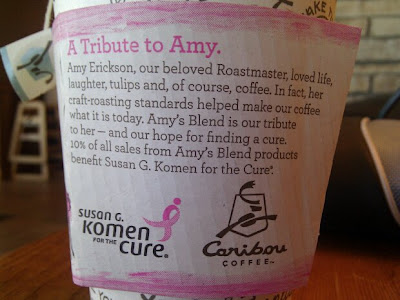 A Tribute to Amy.
Amy Erickson, our beloved Roastmaster, loved life,
laughter, tulips and, of course, coffee. In fact, her
craft-roasting standards helped make our coffee
what it is today. Amy's Blend is our tribute
to her — and our hope for finding a cure.
10% of all sales from Amy's Blend products
benefit Susan G. Komen for the Cure®.
SUSAN G.
Komen
FOR THE
CURE®
Caribou
COFFEE™